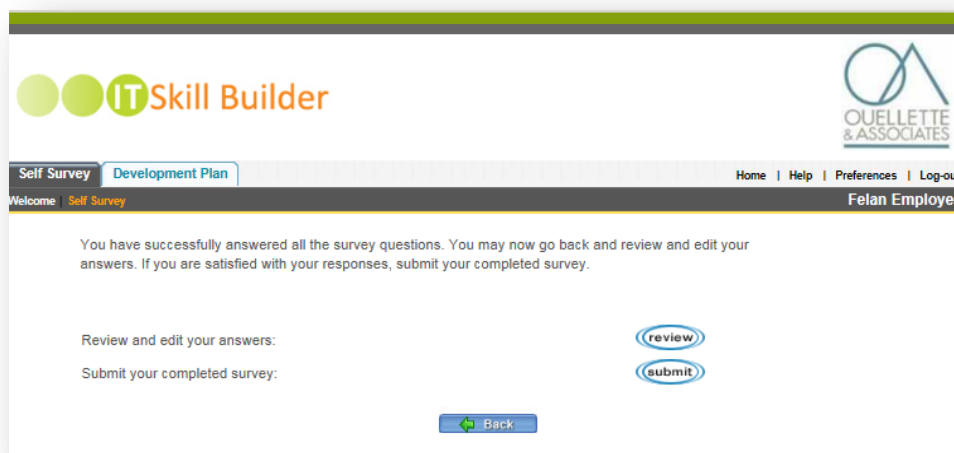 IT Skill Builder
OUELLETTE
& ASSOCIATES
Self Survey Development Plan
Home | Help | Preferences | Log-ou
Welcome | Self Survey
Felan Employe
You have successfully answered all the survey questions. You may now go back and review and edit your
answers. If you are satisfied with your responses, submit your completed survey.
Review and edit your answers: review
Submit your completed survey: submit
Back